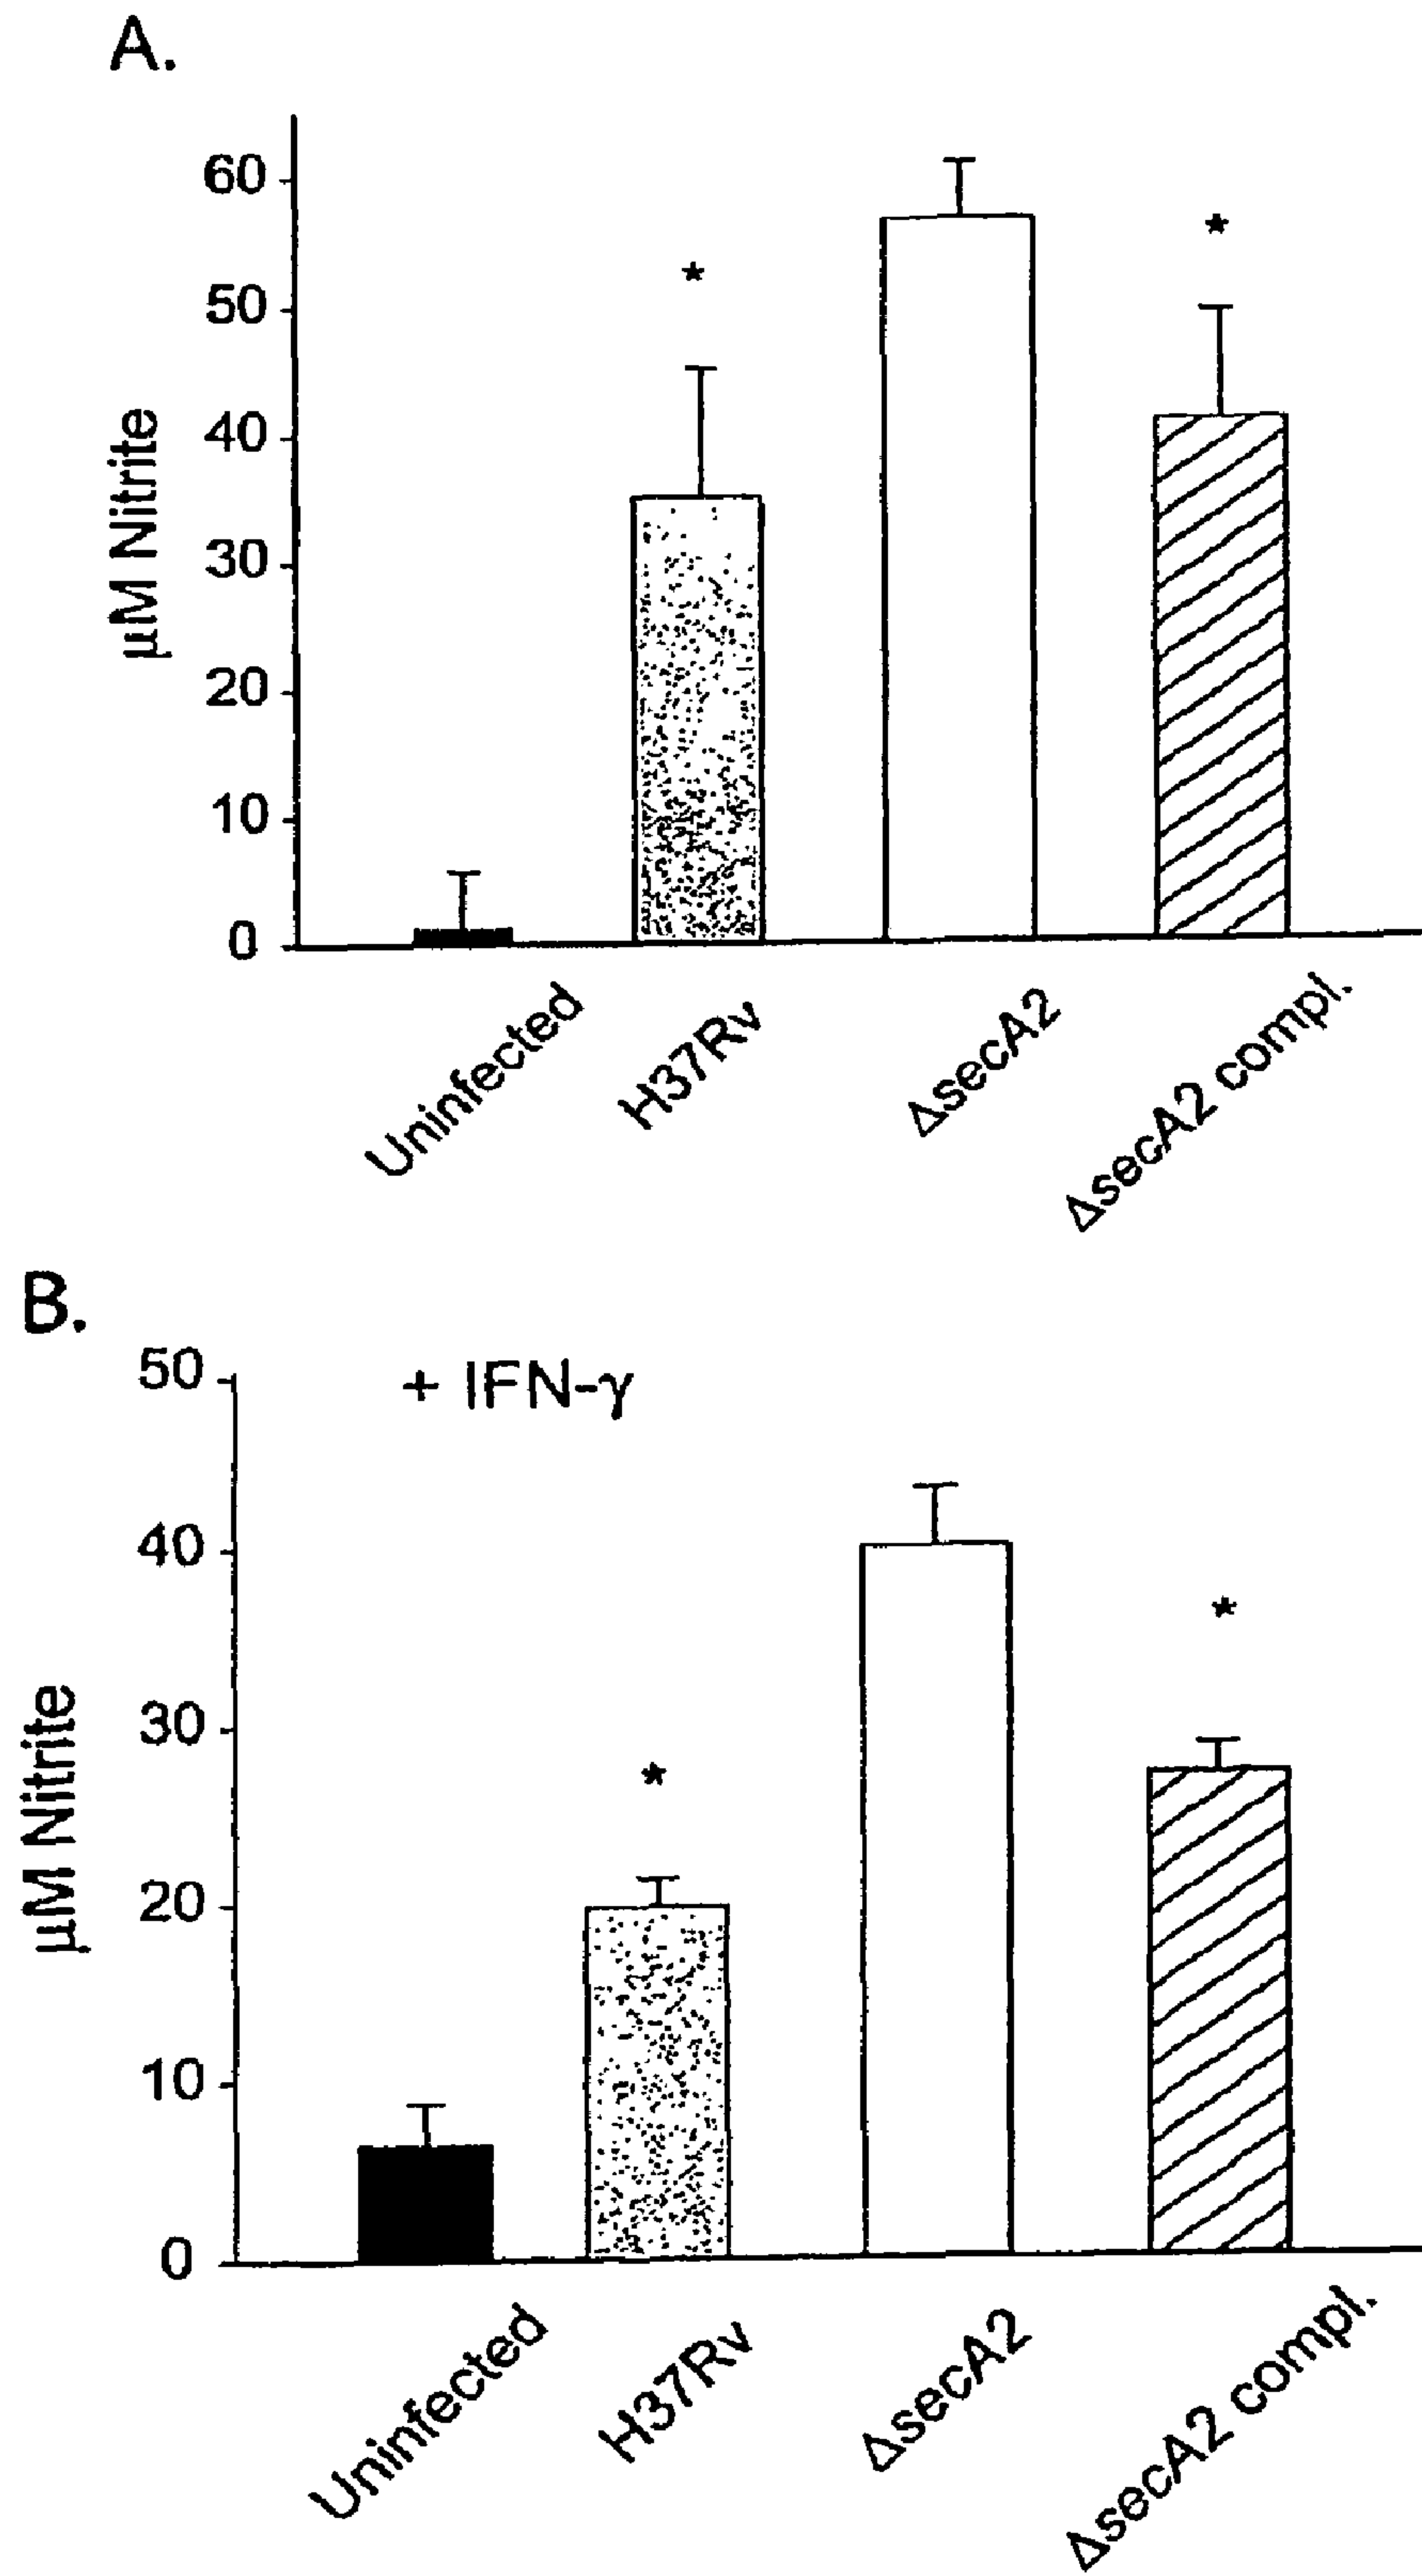 A.
60
50
40
30
20
10
0
μM Nitrite
*
*
Uninfected
H37Rv
ΔsecA2
ΔsecA2 compl.
B.
+ IFN-γ
50
40
30
20
10
0
μM Nitrite
*
*
Uninfected
H37Rv
ΔsecA2
ΔsecA2 compl.